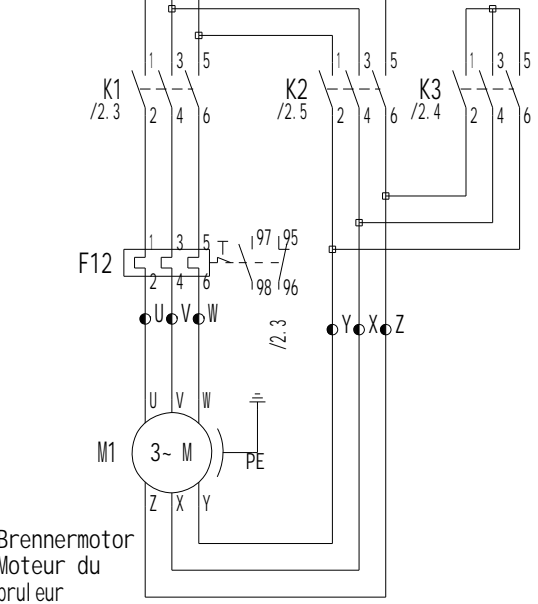 1 3 5 1 3 5 1 3 5
K1 K2 K3
/2.3 /2.5 /2.4
2 4 6 2 4 6 2 4 6
1 3 5 97 95
F12
2 4 6 98 96
U V W
/2.3
Y X Z
U V W
M1 3~ M
PE
Z X Y
Brennermotor
Moteur du
bruleur